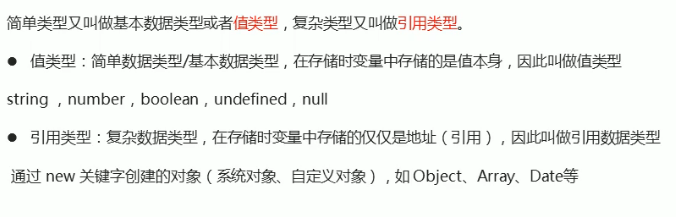 简单类型又叫做基本数据类型或者值类型，复杂类型又叫做引用类型。
● 值类型：简单数据类型/基本数据类型，在存储时变量中存储的是值本身，因此叫做值类型
string ，number，boolean，undefined，null
● 引用类型：复杂数据类型，在存储时变量中存储的仅仅是地址（引用），因此叫做引用数据类型
通过 new 关键字创建的对象（系统对象、自定义对象），如 Object、Array、Date等